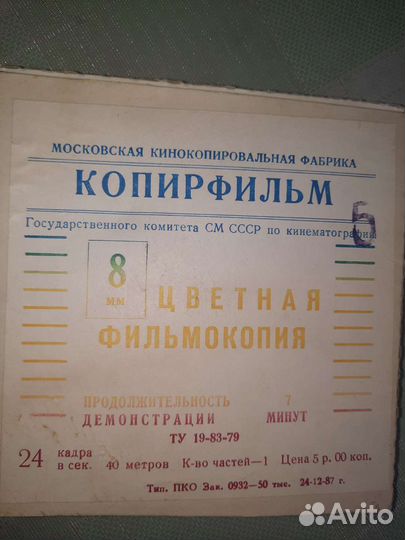 МОСКОВСКАЯ КИНОКОПИРОВАЛЬНАЯ ФАБРИКА
КОПИРФИЛЬМ
Государственного комитета СМ СССР по кинематографии
5
8 мм
ЦВЕТНАЯ
ФИЛЬМОКОПИЯ
ПРОДОЛЖИТЕЛЬНОСТЬ 7
ДЕМОНСТРАЦИИ МИНУТ
ТУ 19-83-79
24 кадра в сек. 40 метров К-во частей—1 Цена 5 р. 00 коп.
Тип. ПКО Зак. 0932—50 тыс. 24-12-87 г.
Avito